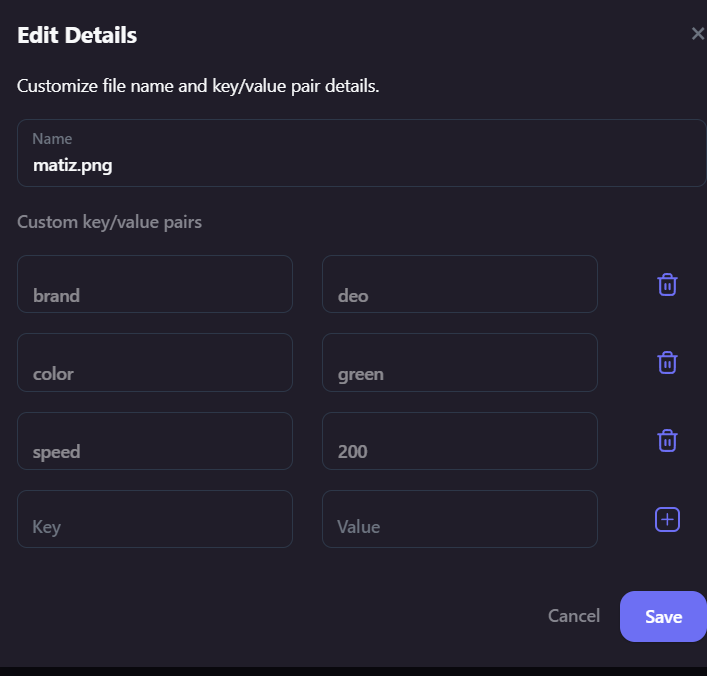 Edit Details
Customize file name and key/value pair details.
Name
matiz.png
Custom key/value pairs
brand deo
color green
speed 200
Key Value
Cancel Save